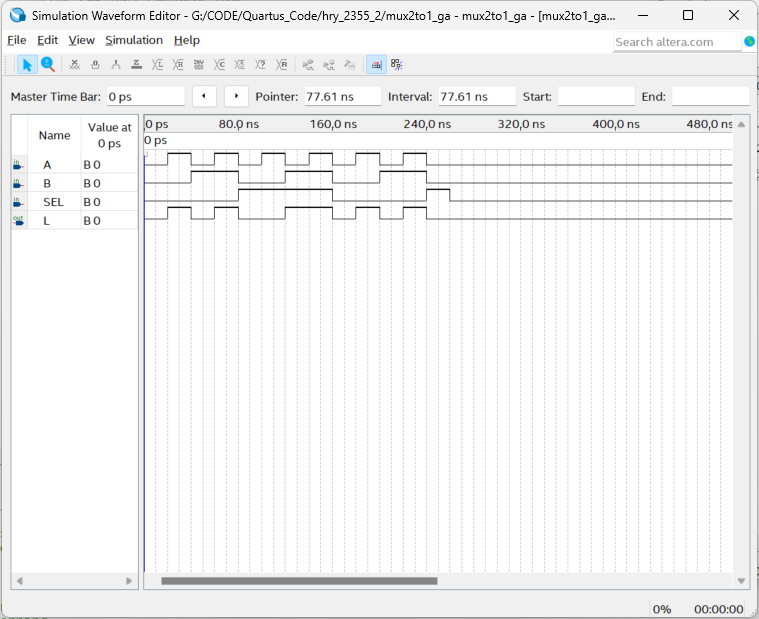 Simulation Waveform Editor - G:/CODE/Quartus_Code/hry_2355_2/mux2to1_ga - mux2to1_ga - [mux2to1_ga...
File Edit View Simulation Help
Search altera.com
Master Time Bar: 0 ps Pointer: 77.61 ns Interval: 77.61 ns Start: End:
Name Value at 0 ps
0 ps 80.0 ns 160.0 ns 240.0 ns 320.0 ns 400.0 ns 480.0 ns
0 ps
in A B 0
in B B 0
in SEL B 0
out L B 0
0% 00:00:00